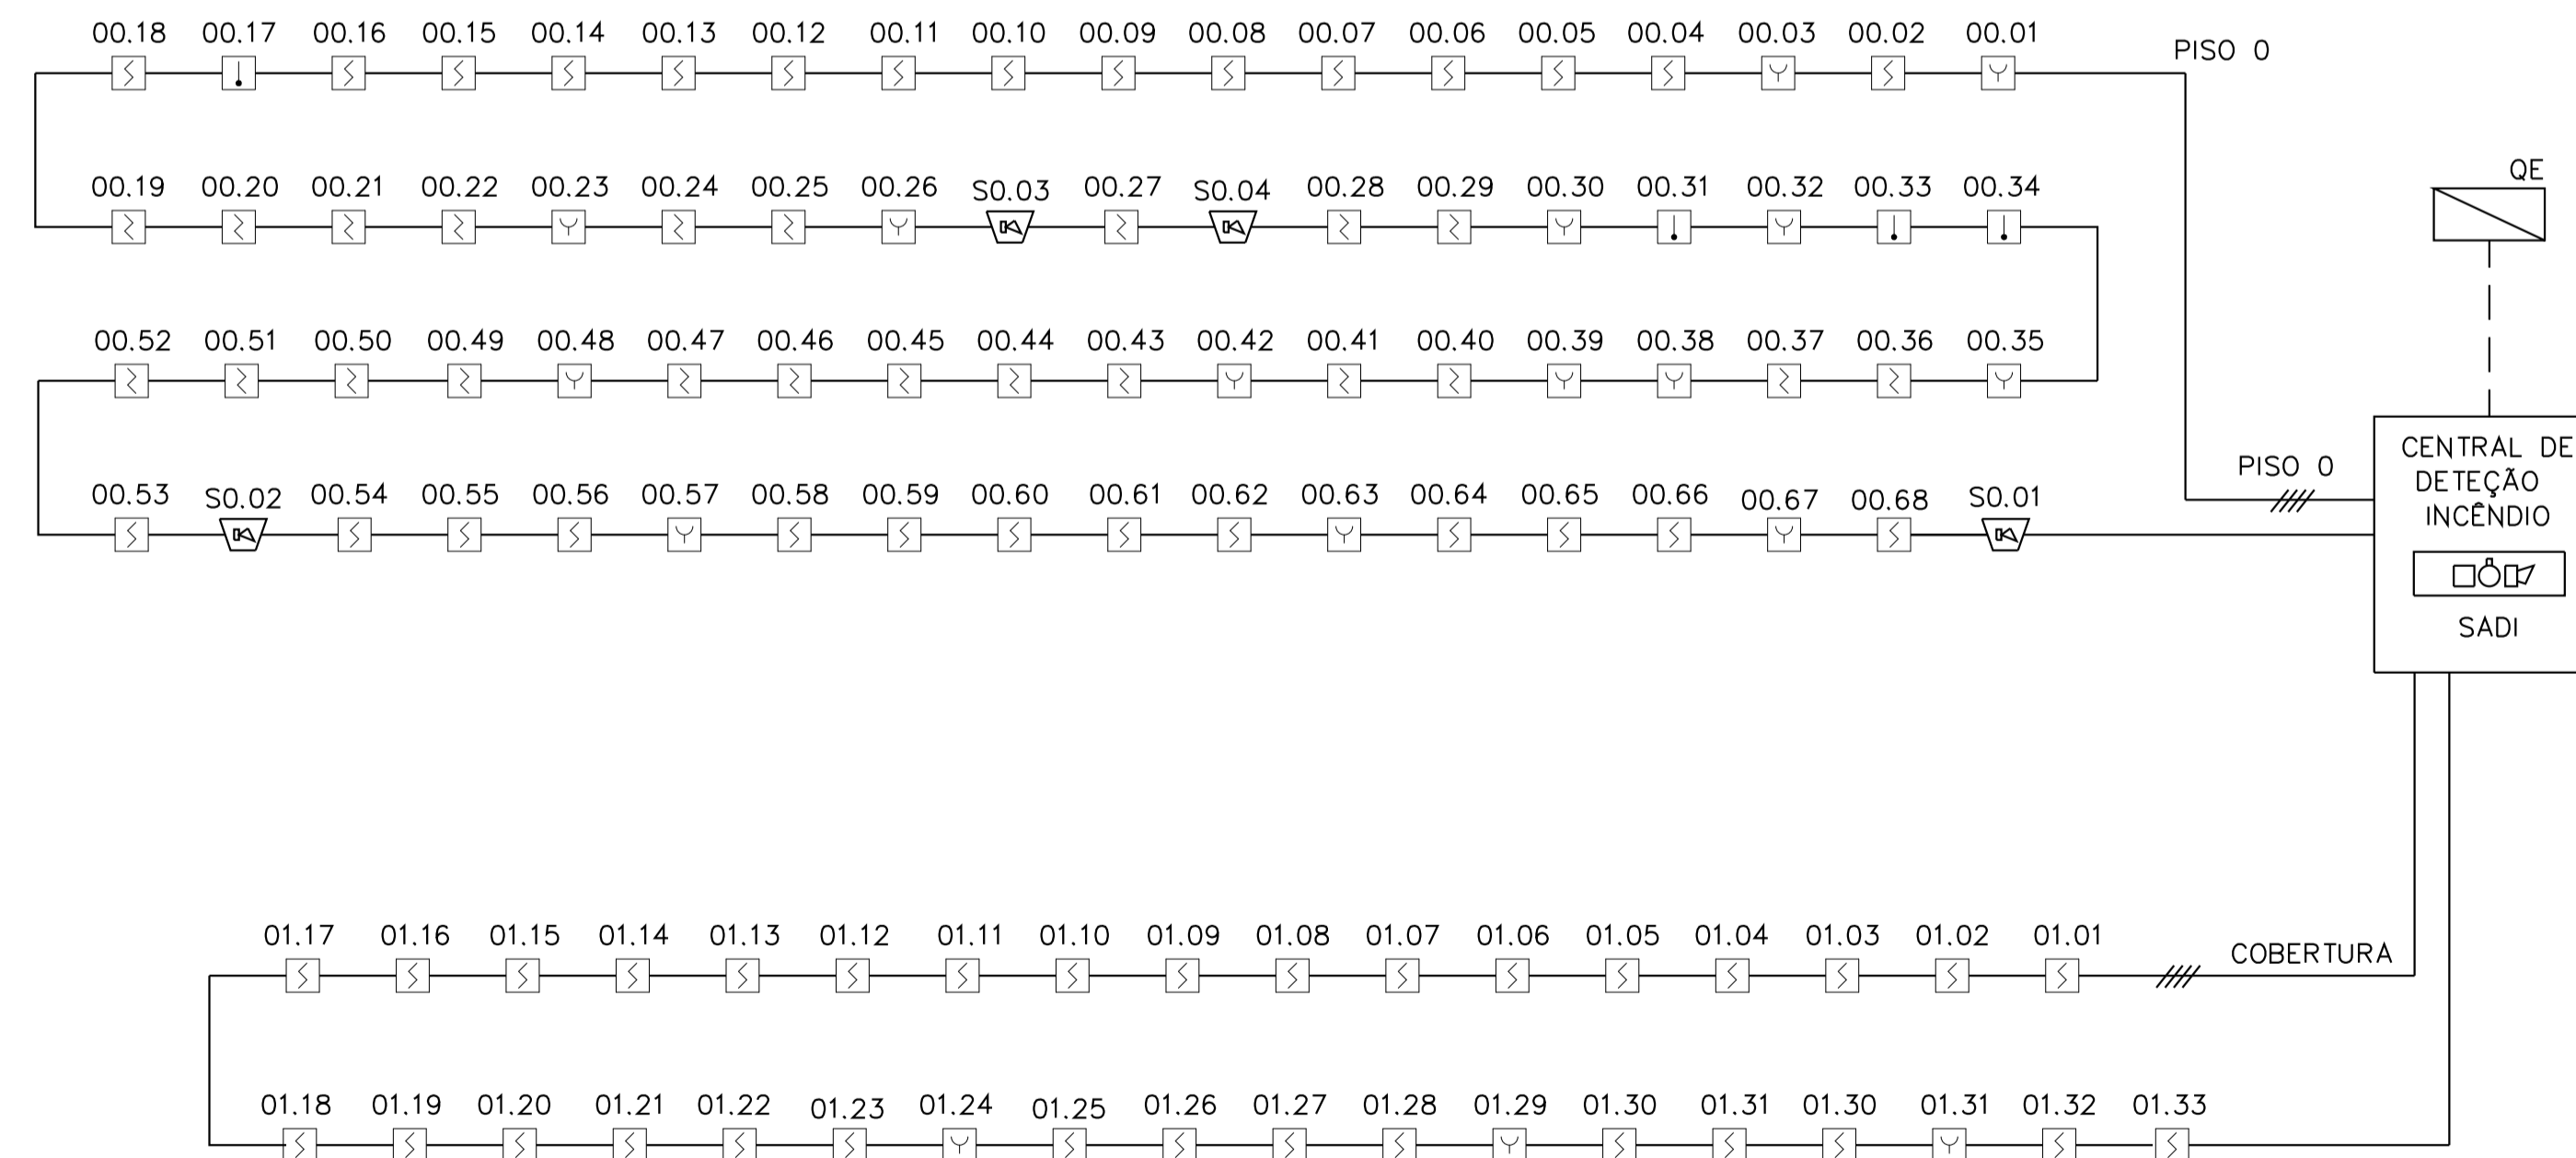 00.18 00.17 00.16 00.15 00.14 00.13 00.12 00.11 00.10 00.09 00.08 00.07 00.06 00.05 00.04 00.03 00.02 00.01
PISO 0
00.19 00.20 00.21 00.22 00.23 00.24 00.25 00.26 S0.03 00.27 S0.04 00.28 00.29 00.30 00.31 00.32 00.33 00.34
QE
00.52 00.51 00.50 00.49 00.48 00.47 00.46 00.45 00.44 00.43 00.42 00.41 00.40 00.39 00.38 00.37 00.36 00.35
PISO 0
CENTRAL DE
DETEÇÃO
INCÊNDIO
SADI
00.53 S0.02 00.54 00.55 00.56 00.57 00.58 00.59 00.60 00.61 00.62 00.63 00.64 00.65 00.66 00.67 00.68 S0.01
01.17 01.16 01.15 01.14 01.13 01.12 01.11 01.10 01.09 01.08 01.07 01.06 01.05 01.04 01.03 01.02 01.01
COBERTURA
01.18 01.19 01.20 01.21 01.22 01.23 01.24 01.25 01.26 01.27 01.28 01.29 01.30 01.31 01.30 01.31 01.32 01.33